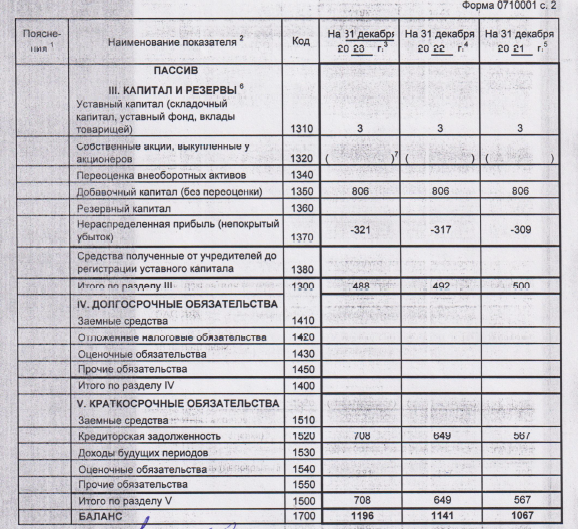 Форма 0710001 с. 2
Поясне-
ния 1
Наименование показателя 2
Код
На 31 декабря
20 23 г.3
На 31 декабря
20 22 г.4
На 31 декабря
20 21 г.5
ПАССИВ
III. КАПИТАЛ И РЕЗЕРВЫ 6
Уставный капитал (складочный
капитал, уставный фонд, вклады
товарищей) 1310 3 3 3
Собственные акции, выкупленные у
акционеров 1320 ( )7 ( ) ( )
Переоценка внеоборотных активов 1340
Добавочный капитал (без переоценки) 1350 806 806 806
Резервный капитал 1360
Нераспределенная прибыль (непокрытый
убыток) 1370 -321 -317 -309
Средства полученные от учредителей до
регистрации уставного капитала 1380
Итого по разделу III 1300 488 492 500
IV. ДОЛГОСРОЧНЫЕ ОБЯЗАТЕЛЬСТВА
Заемные средства 1410
Отложенные налоговые обязательства 1420
Оценочные обязательства 1430
Прочие обязательства 1450
Итого по разделу IV 1400
V. КРАТКОСРОЧНЫЕ ОБЯЗАТЕЛЬСТВА
Заемные средства 1510
Кредиторская задолженность 1520 708 649 567
Доходы будущих периодов 1530
Оценочные обязательства 1540
Прочие обязательства 1550
Итого по разделу V 1500 708 649 567
БАЛАНС 1700 1196 1141 1067